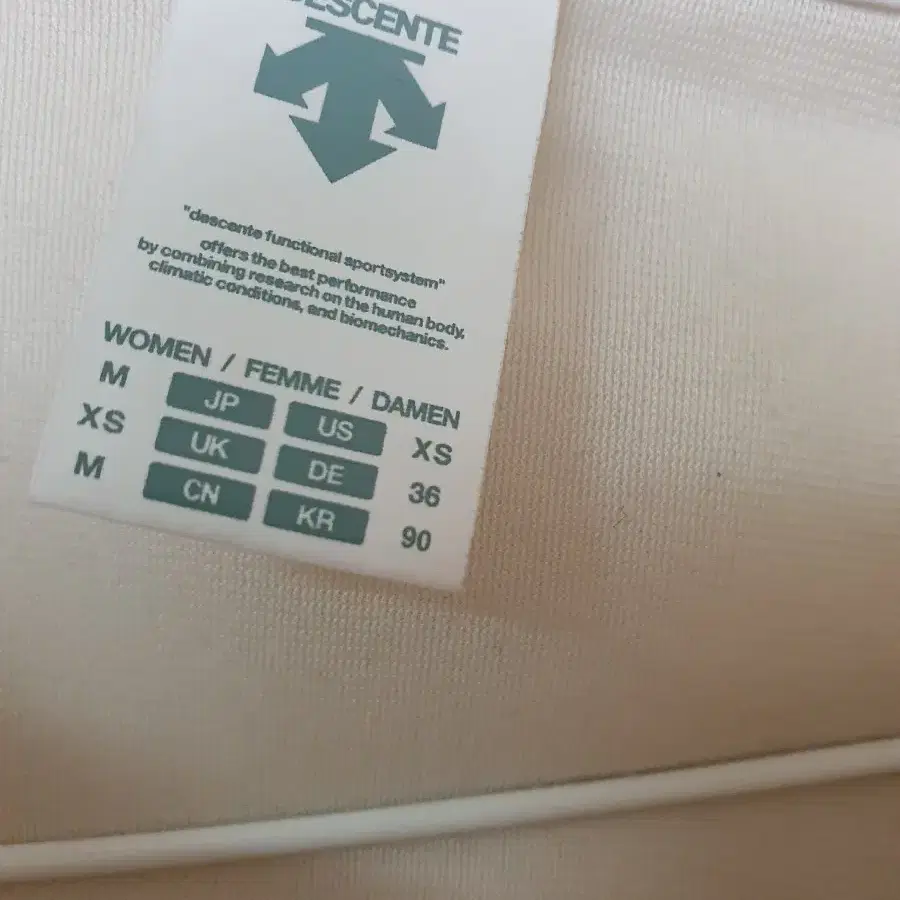 DESCENTE
"descente functional sportsystem"
offers the best performance
by combining research on the human body,
climatic conditions, and biomechanics.
WOMEN / FEMME / DAMEN
M JP US XS
XS UK DE 36
M CN KR 90